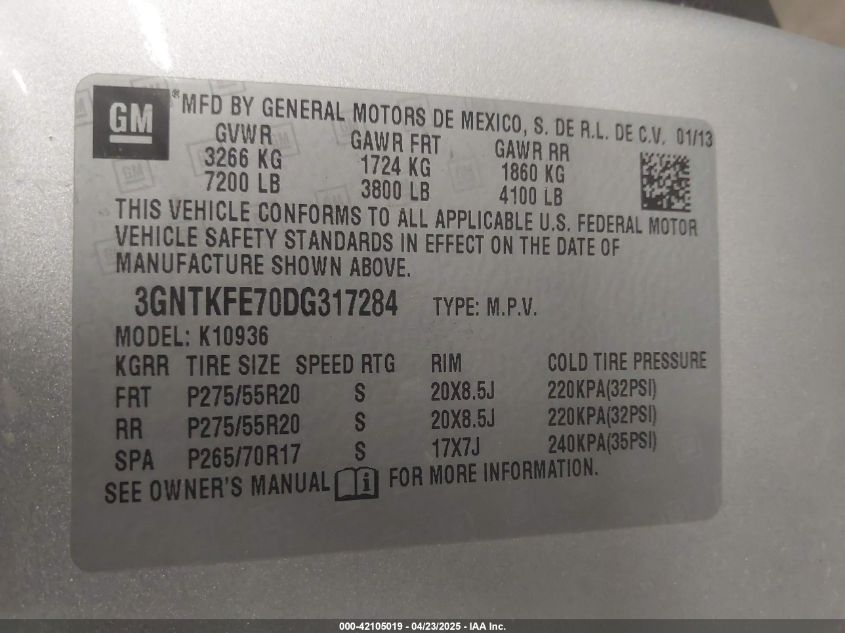 GM ® MFD BY GENERAL MOTORS DE MEXICO, S. DE R.L. DE C.V. 01/13
GVWR GAWR FRT GAWR RR
3266 KG 1724 KG 1860 KG
7200 LB 3800 LB 4100 LB
THIS VEHICLE CONFORMS TO ALL APPLICABLE U.S. FEDERAL MOTOR
VEHICLE SAFETY STANDARDS IN EFFECT ON THE DATE OF
MANUFACTURE SHOWN ABOVE.
3GNTKFE70DG317284 TYPE: M.P.V.
MODEL: K10936
KGRR TIRE SIZE SPEED RTG RIM COLD TIRE PRESSURE
FRT P275/55R20 S 20X8.5J 220KPA(32PSI)
RR P275/55R20 S 20X8.5J 220KPA(32PSI)
SPA P265/70R17 S 17X7J 240KPA(35PSI)
SEE OWNER'S MANUAL i FOR MORE INFORMATION.
000-42105019 - 04/23/2025 - IAA Inc.